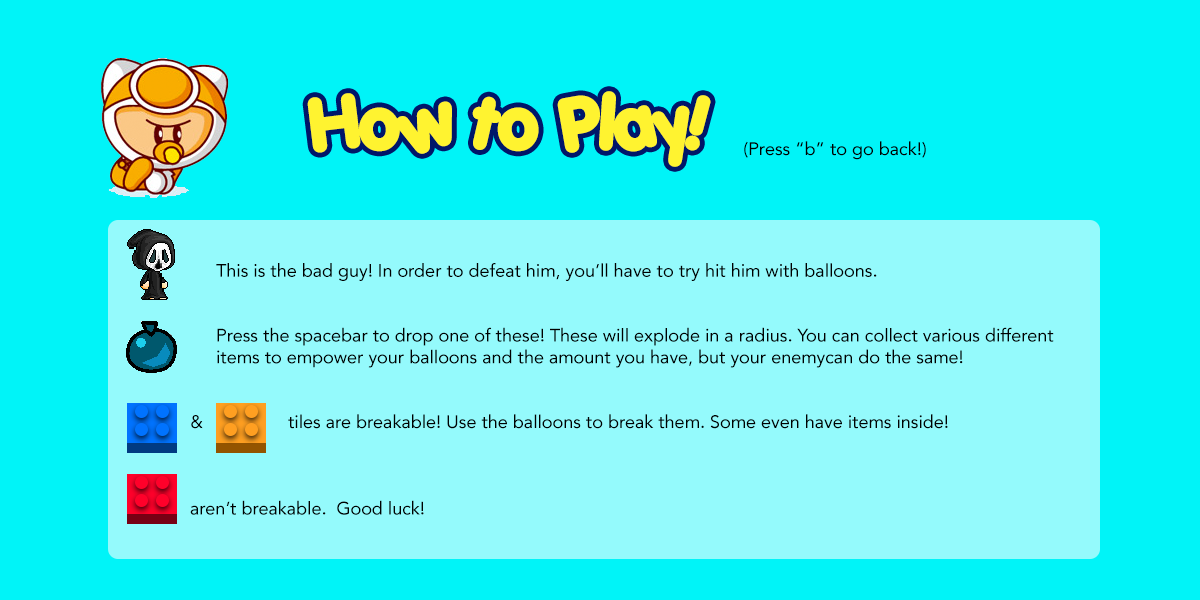 How to Play!
(Press “b” to go back!)
This is the bad guy! In order to defeat him, you’ll have to try hit him with balloons.
Press the spacebar to drop one of these! These will explode in a radius. You can collect various different
items to empower your balloons and the amount you have, but your enemycan do the same!
& tiles are breakable! Use the balloons to break them. Some even have items inside!
aren’t breakable.  Good luck!